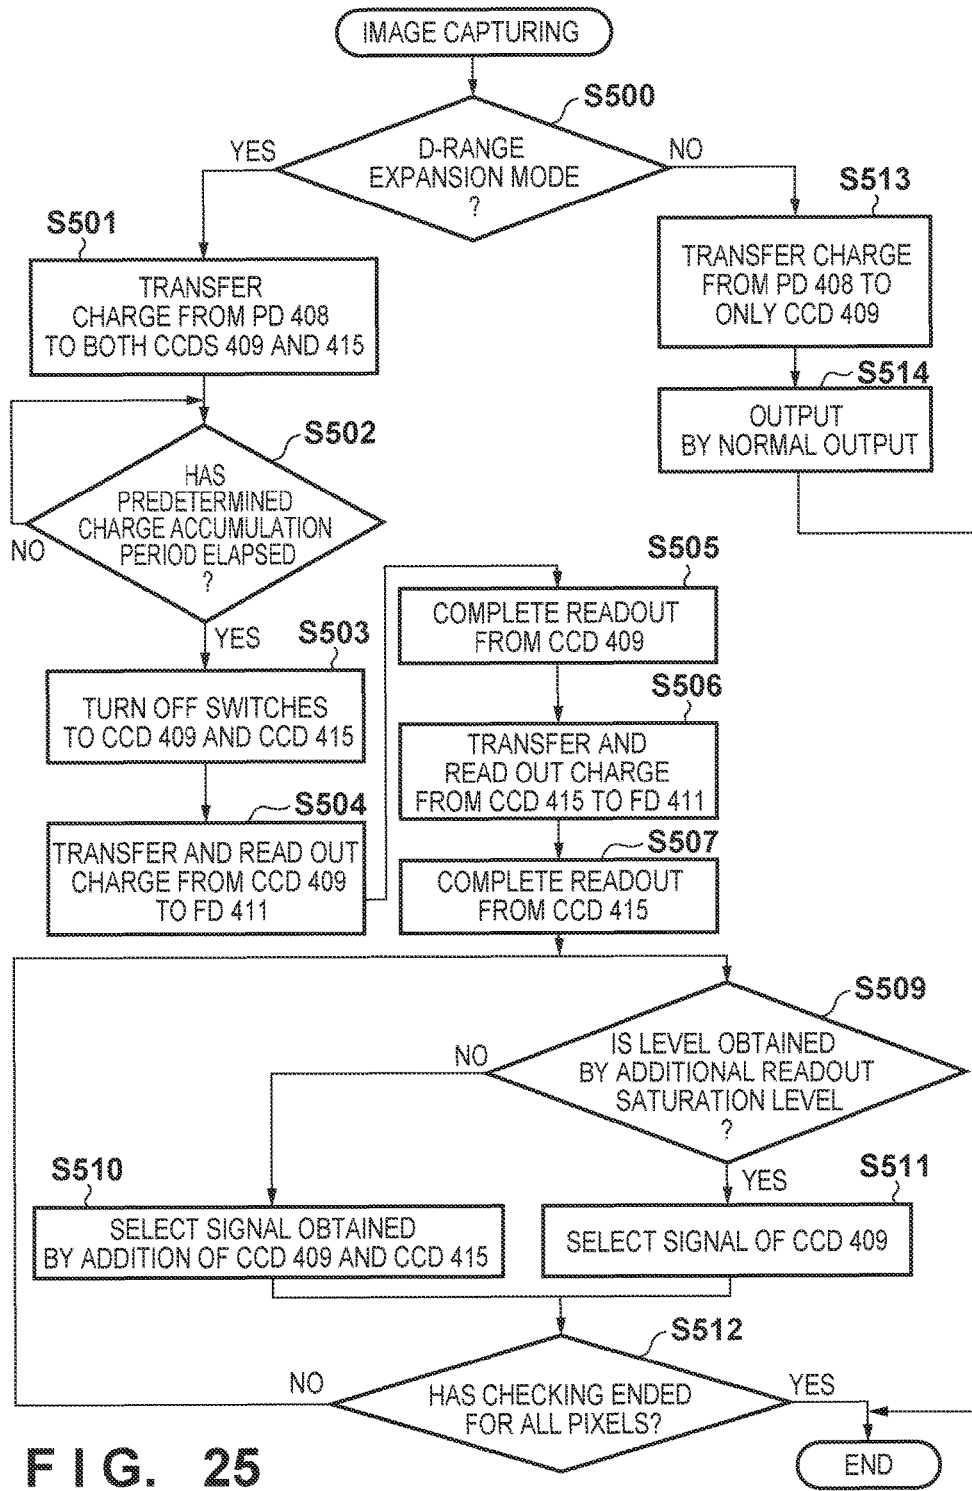 IMAGE CAPTURING
S500
D-RANGE
EXPANSION MODE
?
YES
NO
S501
TRANSFER
CHARGE FROM PD 408
TO BOTH CCDS 409 AND 415
S513
TRANSFER CHARGE
FROM PD 408 TO
ONLY CCD 409
S514
OUTPUT
BY NORMAL OUTPUT
S502
HAS
PREDETERMINED
CHARGE ACCUMULATION
PERIOD ELAPSED
?
NO
YES
S503
TURN OFF SWITCHES
TO CCD 409 AND CCD 415
S504
TRANSFER AND READ OUT
CHARGE FROM CCD 409
TO FD 411
S505
COMPLETE READOUT
FROM CCD 409
S506
TRANSFER AND
READ OUT CHARGE
FROM CCD 415 TO FD 411
S507
COMPLETE READOUT
FROM CCD 415
S509
IS LEVEL OBTAINED
BY ADDITIONAL READOUT
SATURATION LEVEL
?
NO
YES
S510
SELECT SIGNAL OBTAINED
BY ADDITION OF CCD 409 AND CCD 415
S511
SELECT SIGNAL OF CCD 409
S512
HAS CHECKING ENDED
FOR ALL PIXELS?
NO
YES
END
FIG. 25